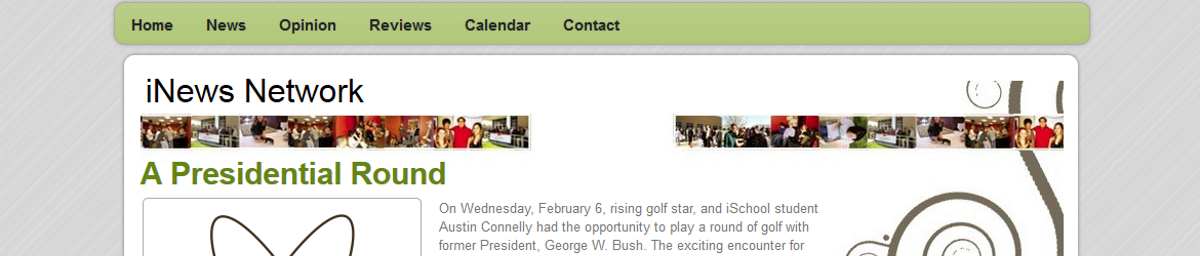 Home News Opinion Reviews Calendar Contact
iNews Network
A Presidential Round
On Wednesday, February 6, rising golf star, and iSchool student
Austin Connelly had the opportunity to play a round of golf with
former President, George W. Bush. The exciting encounter for